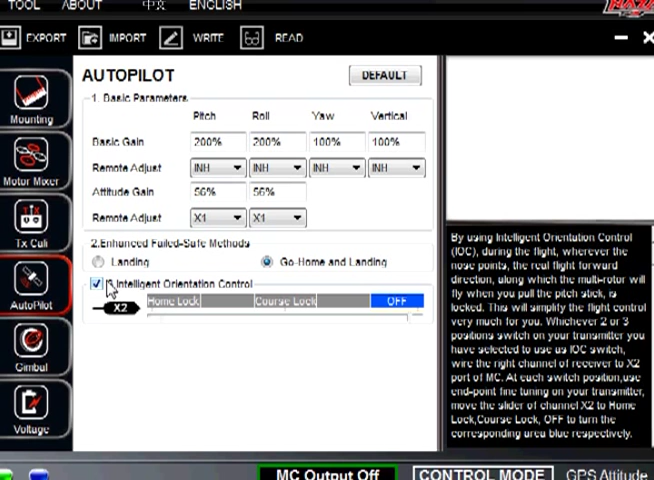 TOOL ABOUT 中文 ENGLISH
EXPORT IMPORT WRITE READ
AUTOPILOT DEFAULT
1. Basic Parameters
Pitch Roll Yaw Vertical
Basic Gain 200% 200% 100% 100%
Remote Adjust INH INH INH INH
Attitude Gain 56% 56%
Remote Adjust X1 X1
2.Enhanced Failed-Safe Methods
Landing Go-Home and Landing
Intelligent Orientation Control
Home Lock Course Lock OFF
X2
Mounting
Motor Mixer
Tx Cali
AutoPilot
Gimbal
Voltage
By using Intelligent Orientation Control
(IOC), during the flight, wherever the
nose points, the real flight forward
direction, along which the multi-rotor will
fly when you pull the pitch stick, is
locked. This will simplify the flight control
very much for you. Whichever 2 or 3
positions switch on your transmitter you
have selected to use as IOC switch,
wire the right channel of receiver to X2
port of MC. At each switch position,use
end-point fine tuning on your transmitter,
move the slider of channel X2 to Home
Lock,Course Lock, OFF to turn the
corresponding area blue respectively.
MC Output Off CONTROL MODE GPS Attitude